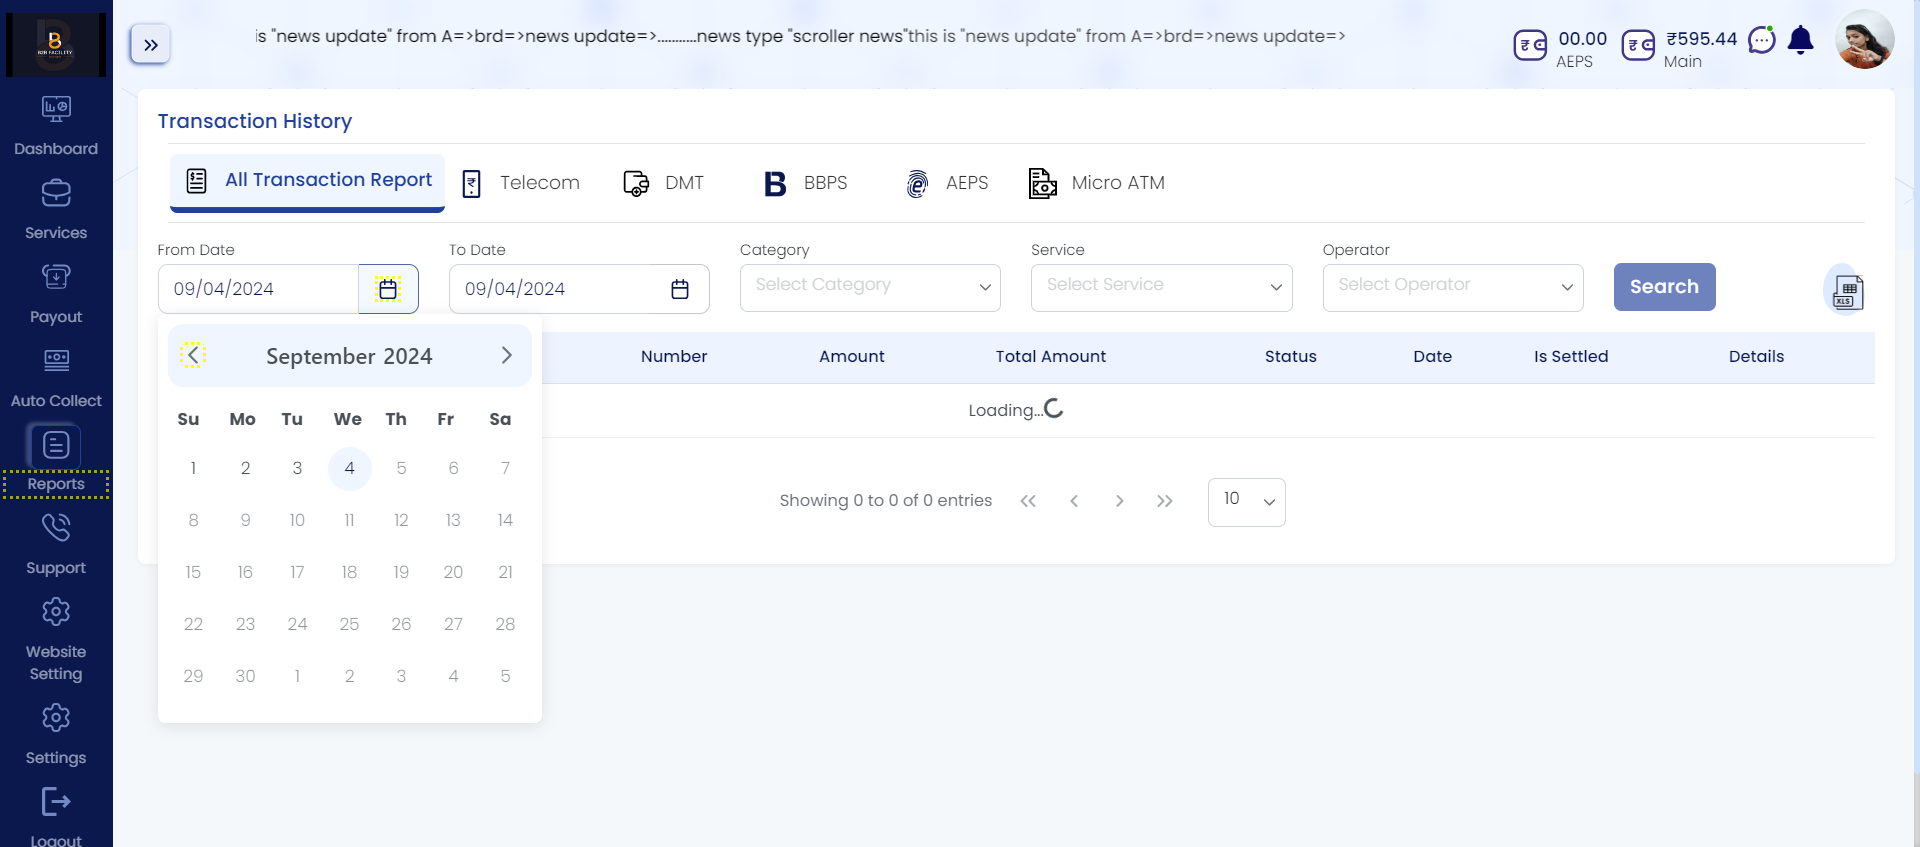 is "news update" from A=>brd=>news update=>...........news type "scroller news"this is "news update" from A=>brd=>news update=>
00.00
AEPS
₹595.44
Main
B2B FACILITY
Dashboard
Services
Payout
Auto Collect
Reports
Support
Website
Setting
Settings
Logout
Transaction History
All Transaction Report
Telecom
DMT
BBPS
AEPS
Micro ATM
From Date
To Date
Category
Service
Operator
09/04/2024
09/04/2024
Select Category
Select Service
Select Operator
Search
XLS
September 2024
Su Mo Tu We Th Fr Sa
1 2 3 4 5 6 7
8 9 10 11 12 13 14
15 16 17 18 19 20 21
22 23 24 25 26 27 28
29 30 1 2 3 4 5
Number Amount Total Amount Status Date Is Settled Details
Loading...
Showing 0 to 0 of 0 entries
10